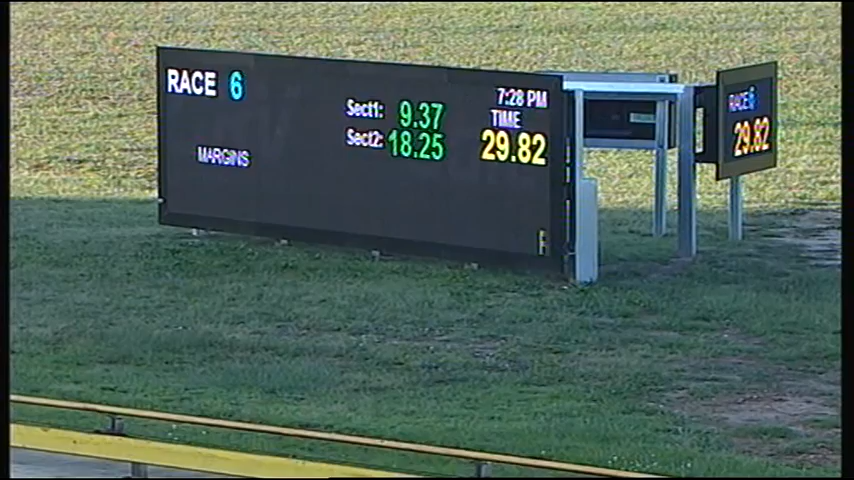 RACE 6
7:28 PM
Sect1: 9.37
TIME
Sect2: 18.25
29.82
MARGINS
F
RACE 6
29.82